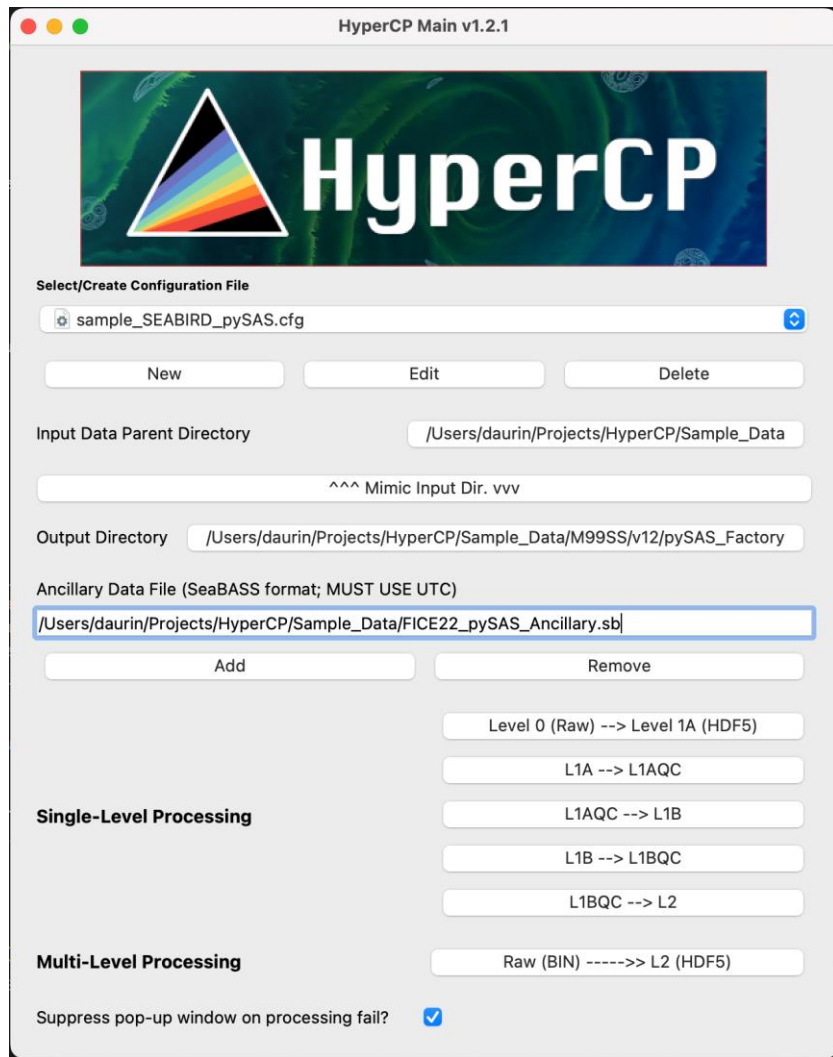 HyperCP Main v1.2.1
HyperCP
Select/Create Configuration File
sample_SEABIRD_pySAS.cfg
New Edit Delete
Input Data Parent Directory /Users/daurin/Projects/HyperCP/Sample_Data
^^^ Mimic Input Dir. vvv
Output Directory /Users/daurin/Projects/HyperCP/Sample_Data/M99SS/v12/pySAS_Factory
Ancillary Data File (SeaBASS format; MUST USE UTC)
/Users/daurin/Projects/HyperCP/Sample_Data/FICE22_pySAS_Ancillary.sb
Add Remove
Level 0 (Raw) --> Level 1A (HDF5)
L1A --> L1AQC
Single-Level Processing L1AQC --> L1B
L1B --> L1BQC
L1BQC --> L2
Multi-Level Processing Raw (BIN) ----->> L2 (HDF5)
Suppress pop-up window on processing fail?